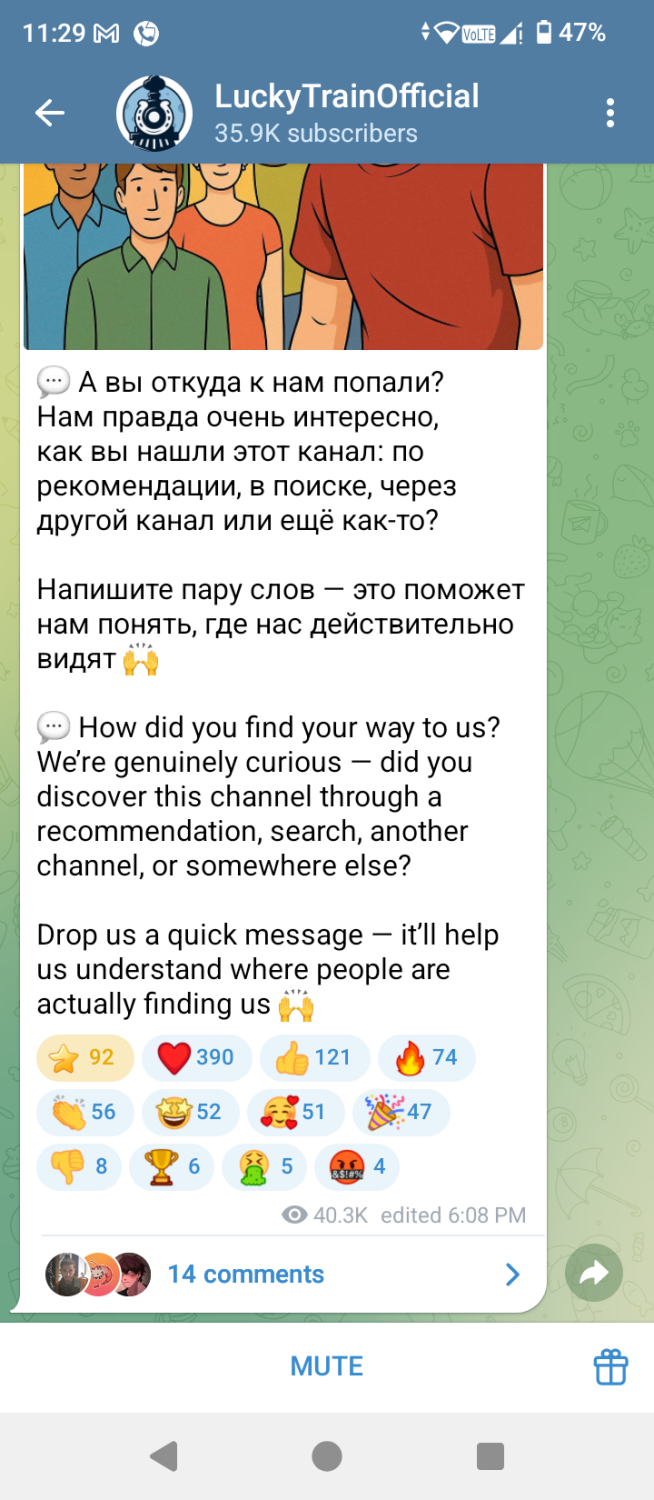 11:29 VoLTE 47%
LuckyTrainOfficial
35.9K subscribers
💬 А вы откуда к нам попали?
Нам правда очень интересно,
как вы нашли этот канал: по
рекомендации, в поиске, через
другой канал или ещё как-то?
Напишите пару слов — это поможет
нам понять, где нас действительно
видят 🙌
💬 How did you find your way to us?
We’re genuinely curious — did you
discover this channel through a
recommendation, search, another
channel, or somewhere else?
Drop us a quick message — it’ll help
us understand where people are
actually finding us 🙌
⭐ 92 ❤️ 390 👍 121 🔥 74
👏 56 🤩 52 🥰 51 🎉 47
👎 8 🏆 6 🤮 5 🤬 4
40.3K edited 6:08 PM
14 comments
MUTE